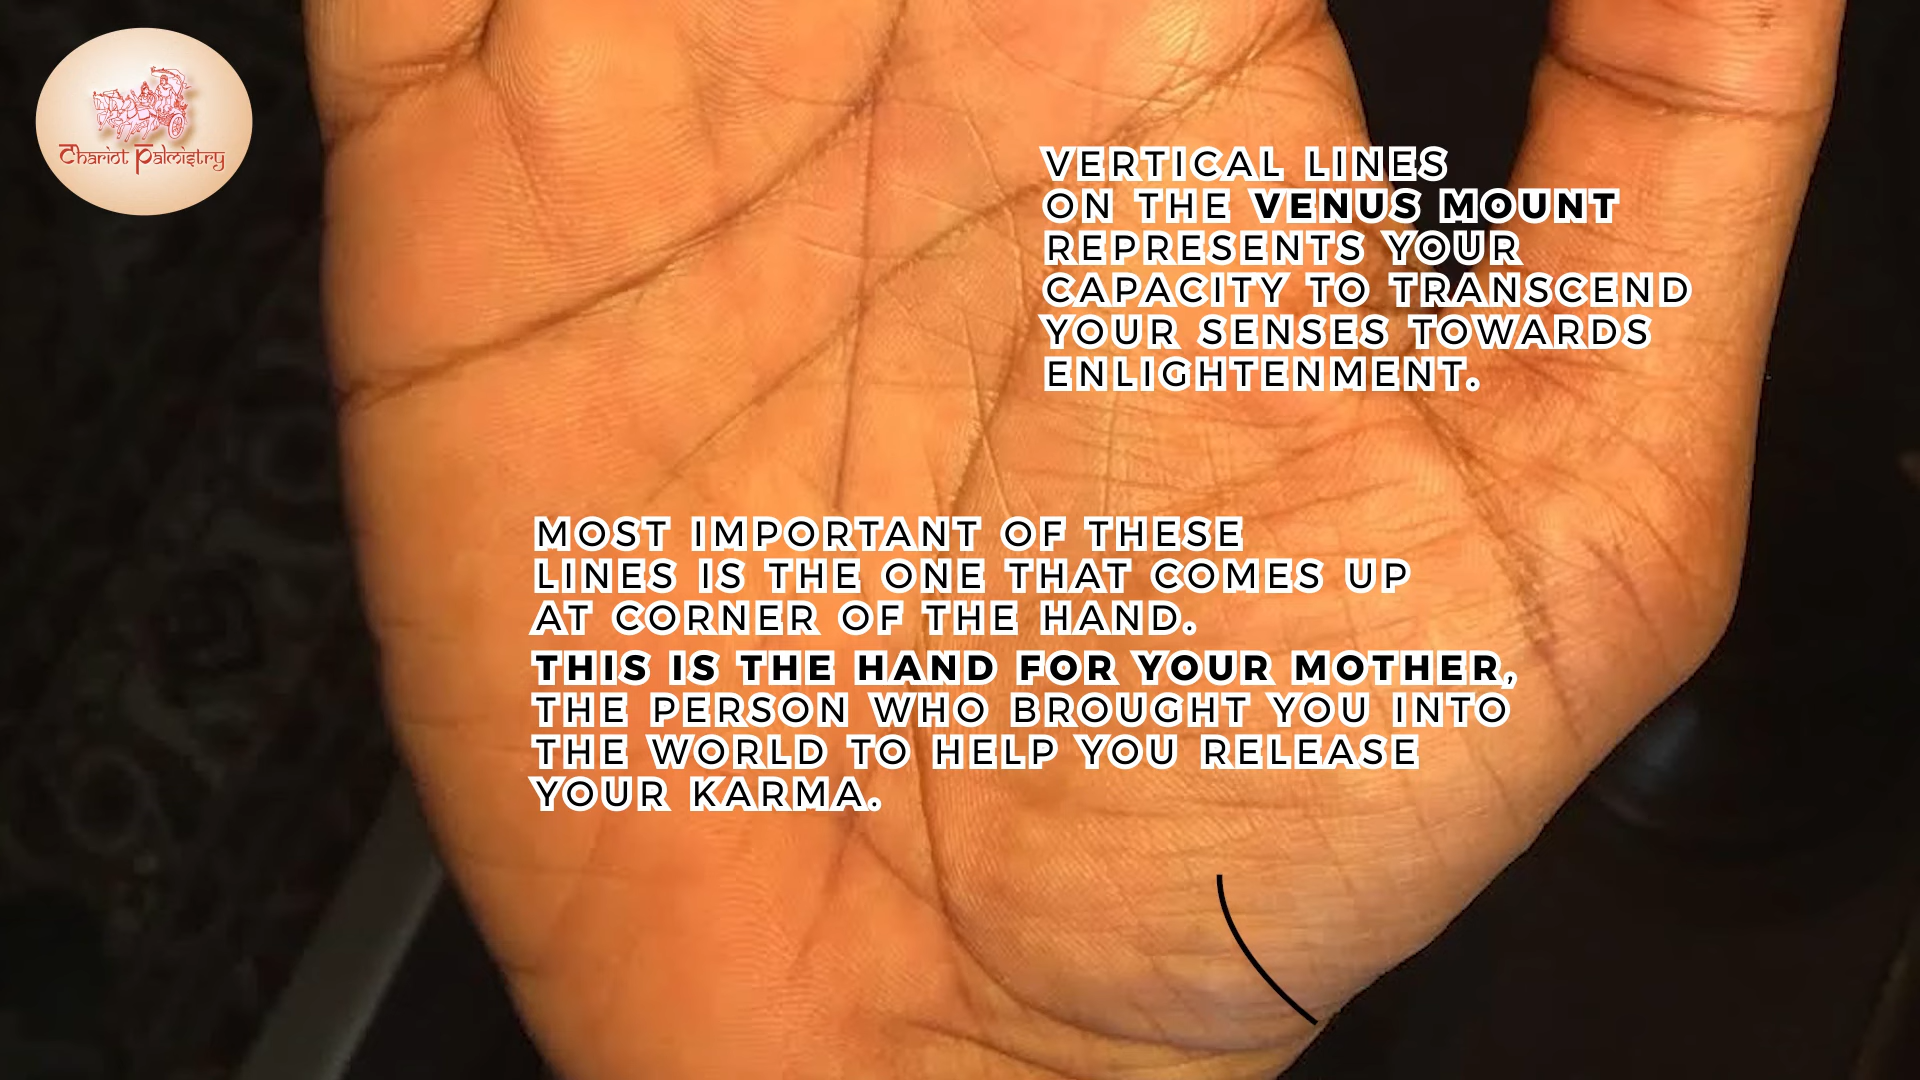 Chariot Palmistry
VERTICAL LINES
ON THE VENUS MOUNT
REPRESENTS YOUR
CAPACITY TO TRANSCEND
YOUR SENSES TOWARDS
ENLIGHTENMENT.
MOST IMPORTANT OF THESE
LINES IS THE ONE THAT COMES UP
AT CORNER OF THE HAND.
THIS IS THE HAND FOR YOUR MOTHER,
THE PERSON WHO BROUGHT YOU INTO
THE WORLD TO HELP YOU RELEASE
YOUR KARMA.